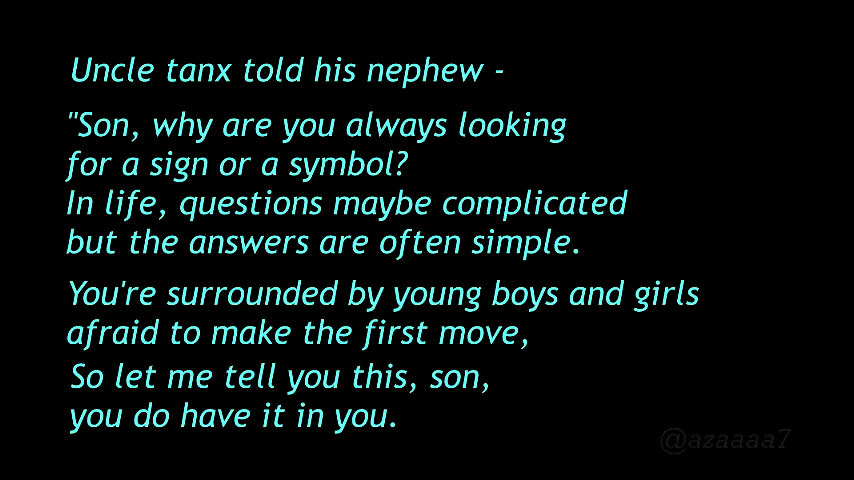 Uncle tanx told his nephew -
"Son, why are you always looking
for a sign or a symbol?
In life, questions maybe complicated
but the answers are often simple.
You're surrounded by young boys and girls
afraid to make the first move,
So let me tell you this, son,
you do have it in you.
@azaaaa7